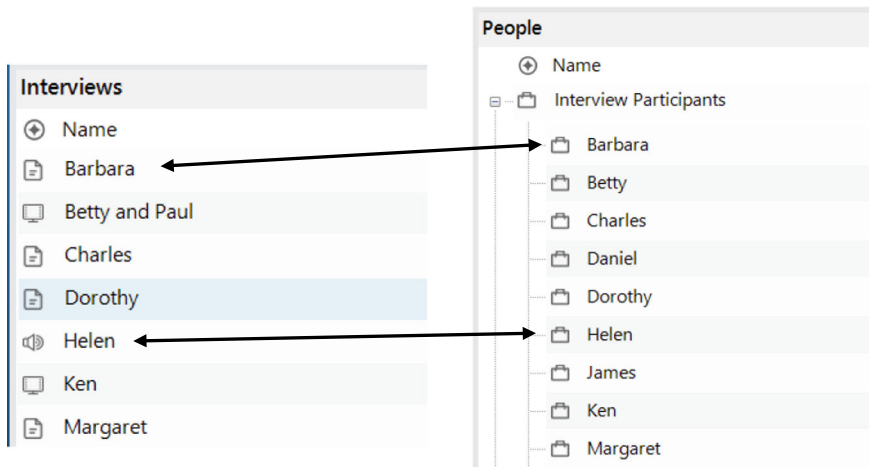 Interviews
Name
Barbara
Betty and Paul
Charles
Dorothy
Helen
Ken
Margaret
People
Name
Interview Participants
Barbara
Betty
Charles
Daniel
Dorothy
Helen
James
Ken
Margaret